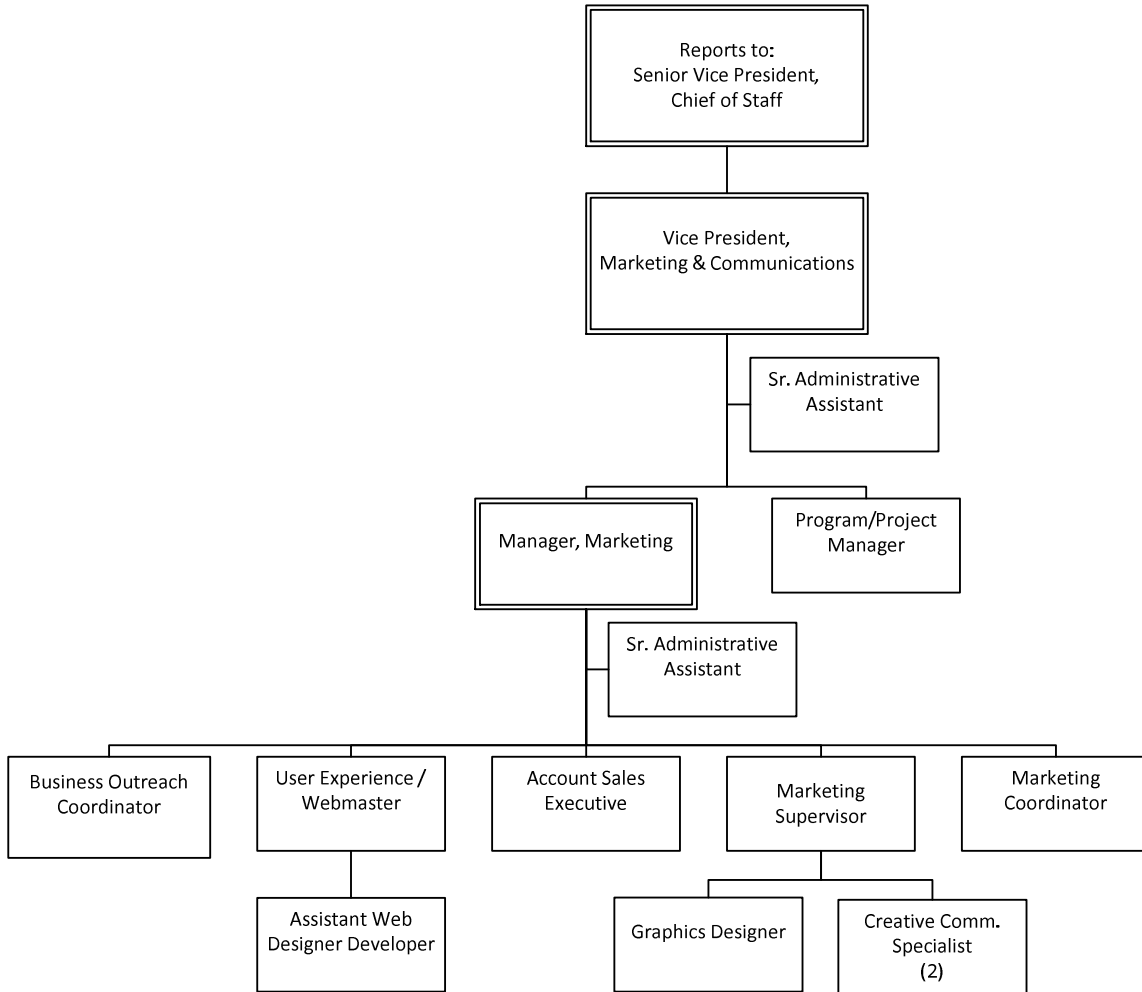 Reports to:
Senior Vice President,
Chief of Staff
Vice President,
Marketing & Communications
Sr. Administrative
Assistant
Manager, Marketing
Program/Project
Manager
Sr. Administrative
Assistant
Business Outreach
Coordinator
User Experience /
Webmaster
Account Sales
Executive
Marketing
Supervisor
Marketing
Coordinator
Assistant Web
Designer Developer
Graphics Designer
Creative Comm.
Specialist
(2)